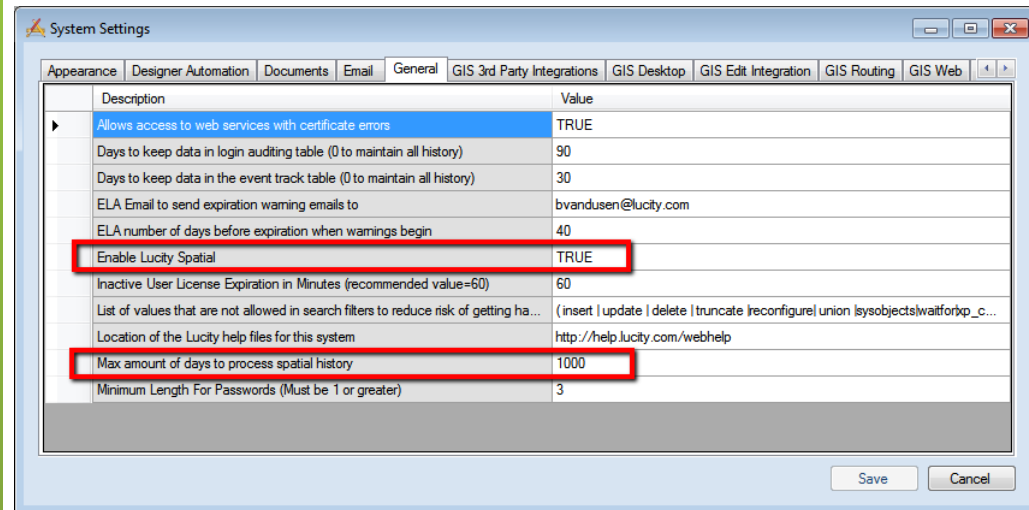 System Settings
Appearance Designer Automation Documents Email General GIS 3rd Party Integrations GIS Desktop GIS Edit Integration GIS Routing GIS Web
Description Value
Allows access to web services with certificate errors TRUE
Days to keep data in login auditing table (0 to maintain all history) 90
Days to keep data in the event track table (0 to maintain all history) 30
ELA Email to send expiration warning emails to bvandusen@lucity.com
ELA number of days before expiration when warnings begin 40
Enable Lucity Spatial TRUE
Inactive User License Expiration in Minutes (recommended value=60) 60
List of values that are not allowed in search filters to reduce risk of getting ha... ( insert | update | delete | truncate |reconfigure| union |sysobjects|waitfor|xp_c...
Location of the Lucity help files for this system http://help.lucity.com/webhelp
Max amount of days to process spatial history 1000
Minimum Length For Passwords (Must be 1 or greater) 3
Save Cancel